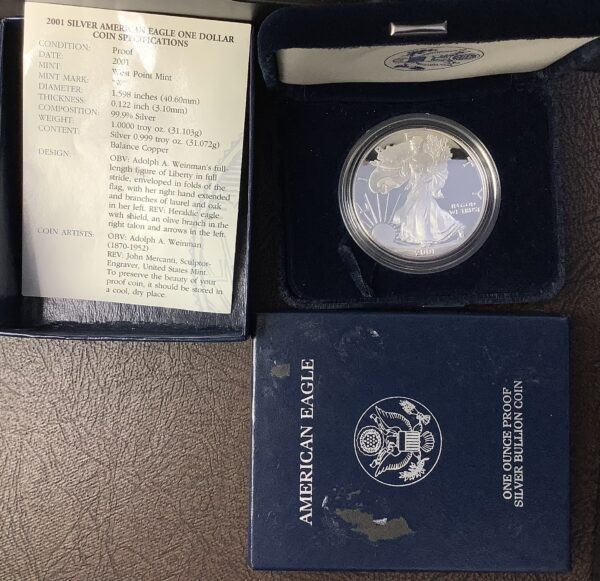 2001 SILVER AMERICAN EAGLE ONE DOLLAR
COIN SPECIFICATIONS
CONDITION: Proof
DATE: 2001
MINT: West Point Mint
MINT MARK: "W"
DIAMETER: 1.598 inches (40.60mm)
THICKNESS: 0.122 inch (3.10mm)
COMPOSITION: 99.9% Silver
WEIGHT: 1.0000 troy oz. (31.103g)
CONTENT: Silver 0.999 troy oz. (31.072g)
Balance Copper
DESIGN: OBV: Adolph A. Weinman's full-
length figure of Liberty in full
stride, enveloped in folds of the
flag, with her right hand extended
and branches of laurel and oak
in her left. REV: Heraldic eagle
with shield, an olive branch in the
right talon and arrows in the left.
COIN ARTISTS: OBV: Adolph A. Weinman
(1870-1952)
REV: John Mercanti, Sculptor-
Engraver, United States Mint.
To preserve the beauty of your
proof coin, it should be stored in
a cool, dry place.
IN GOD
WE TRUST
2001
AMERICAN EAGLE
ONE OUNCE PROOF
SILVER BULLION COIN